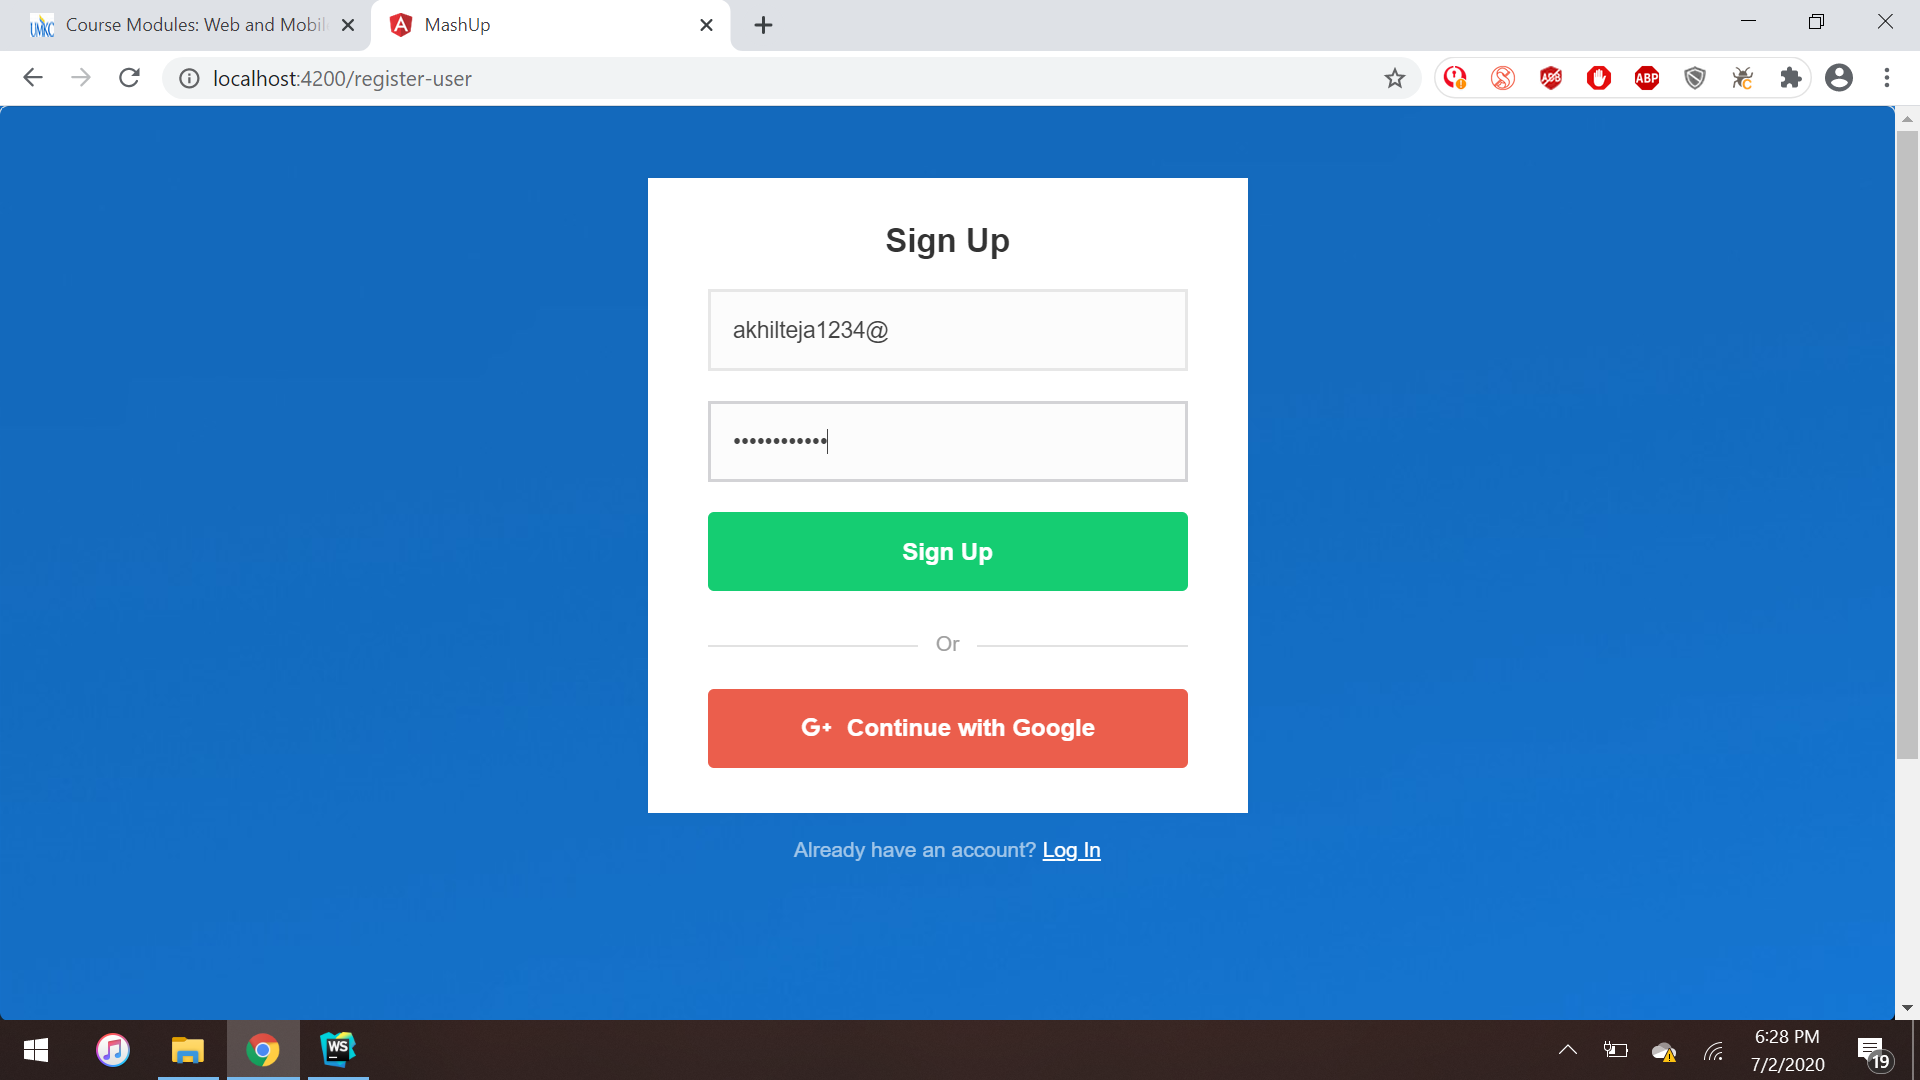 UMKC
Course Modules: Web and Mobil
MashUp
localhost:4200/register-user
ABP
Sign Up
akhilteja1234@
••••••••••••
Sign Up
Or
G+ Continue with Google
Already have an account? Log In
WS
6:28 PM
7/2/2020
19